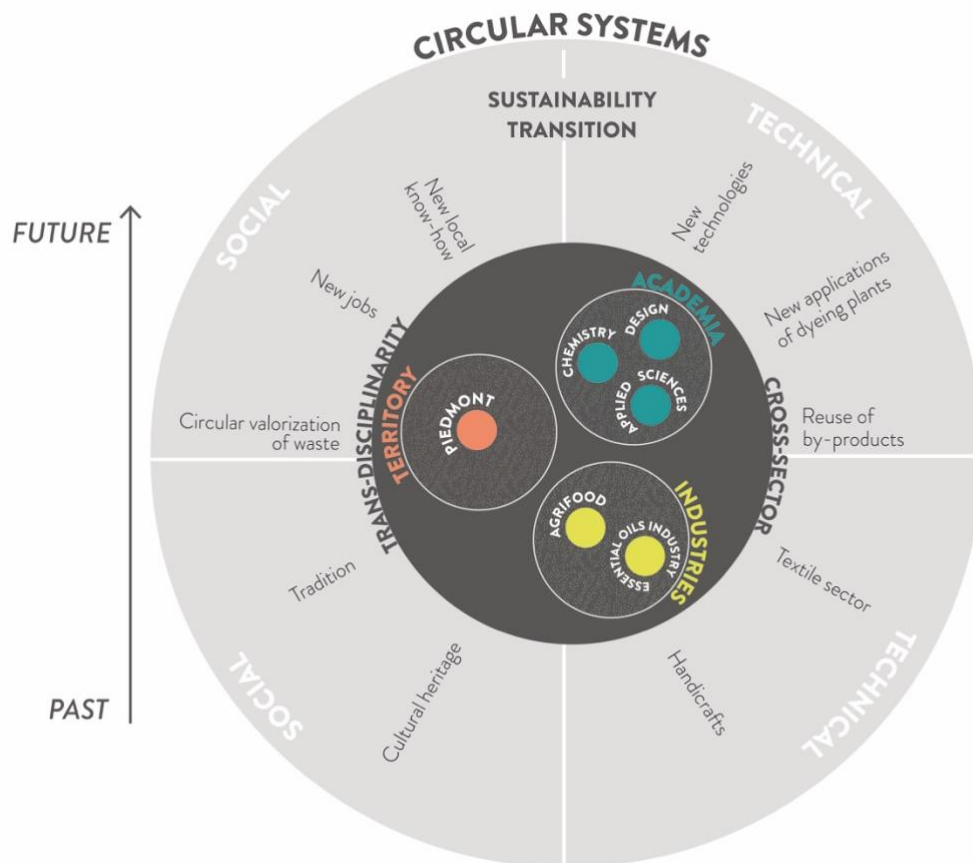 CIRCULAR SYSTEMS
SUSTAINABILITY
TRANSITION
SOCIAL
TECHNICAL
FUTURE
New local
know-how
New jobs
Circular valorization
of waste
New
technologies
New applications
of dyeing plants
Reuse of
by-products
TRANS-DISCIPLINARITY
CROSS-SECTOR
TERRITORY
PIEDMONT
ACADEMIA
CHEMISTRY
DESIGN
APPLIED SCIENCES
INDUSTRIES
AGRIFOOD
ESSENTIAL OILS INDUSTRY
Tradition
Cultural heritage
Textile sector
Handicrafts
PAST
SOCIAL
TECHNICAL